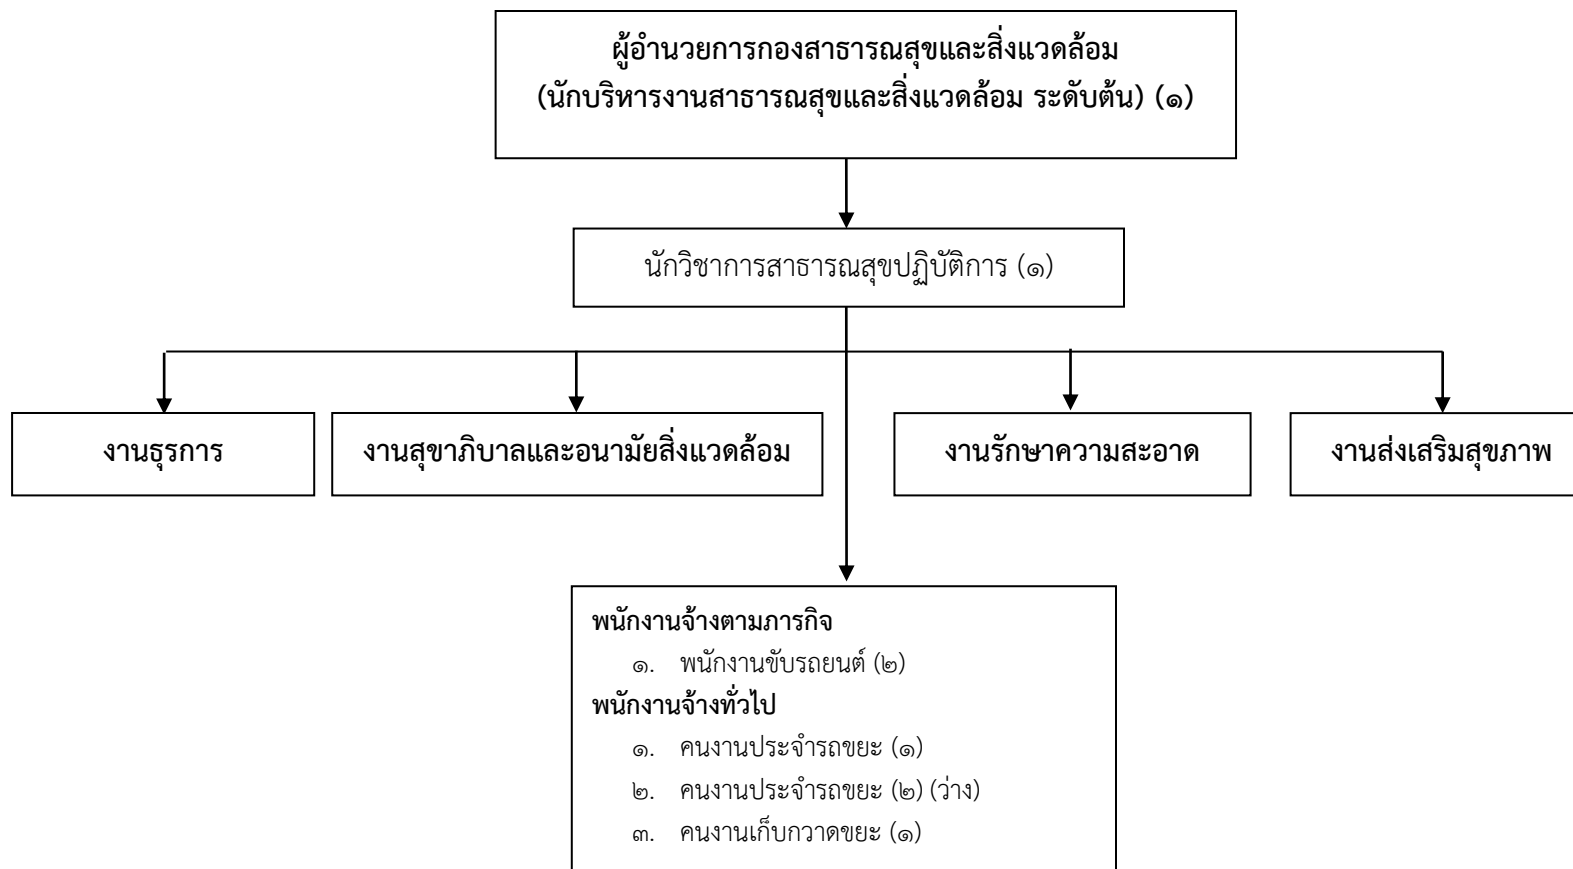 ผู้อำนวยการกองสาธารณสุขและสิ่งแวดล้อม
(นักบริหารงานสาธารณสุขและสิ่งแวดล้อม ระดับต้น) (๑)
นักวิชาการสาธารณสุขปฏิบัติการ (๑)
งานธุรการ
งานสุขาภิบาลและอนามัยสิ่งแวดล้อม
งานรักษาความสะอาด
งานส่งเสริมสุขภาพ
พนักงานจ้างตามภารกิจ
๑. พนักงานขับรถยนต์ (๒)
พนักงานจ้างทั่วไป
๑. คนงานประจำรถขยะ (๑)
๒. คนงานประจำรถขยะ (๒) (ว่าง)
๓. คนงานเก็บกวาดขยะ (๑)